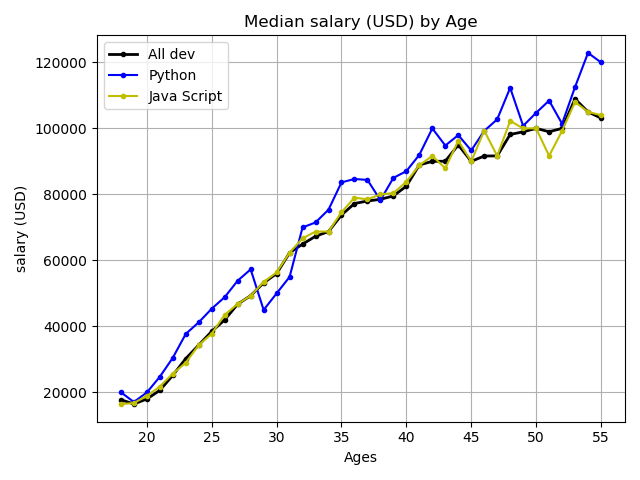 Median salary (USD) by Age
All dev
Python
Java Script
salary (USD)
120000
100000
80000
60000
40000
20000
20 25 30 35 40 45 50 55
Ages